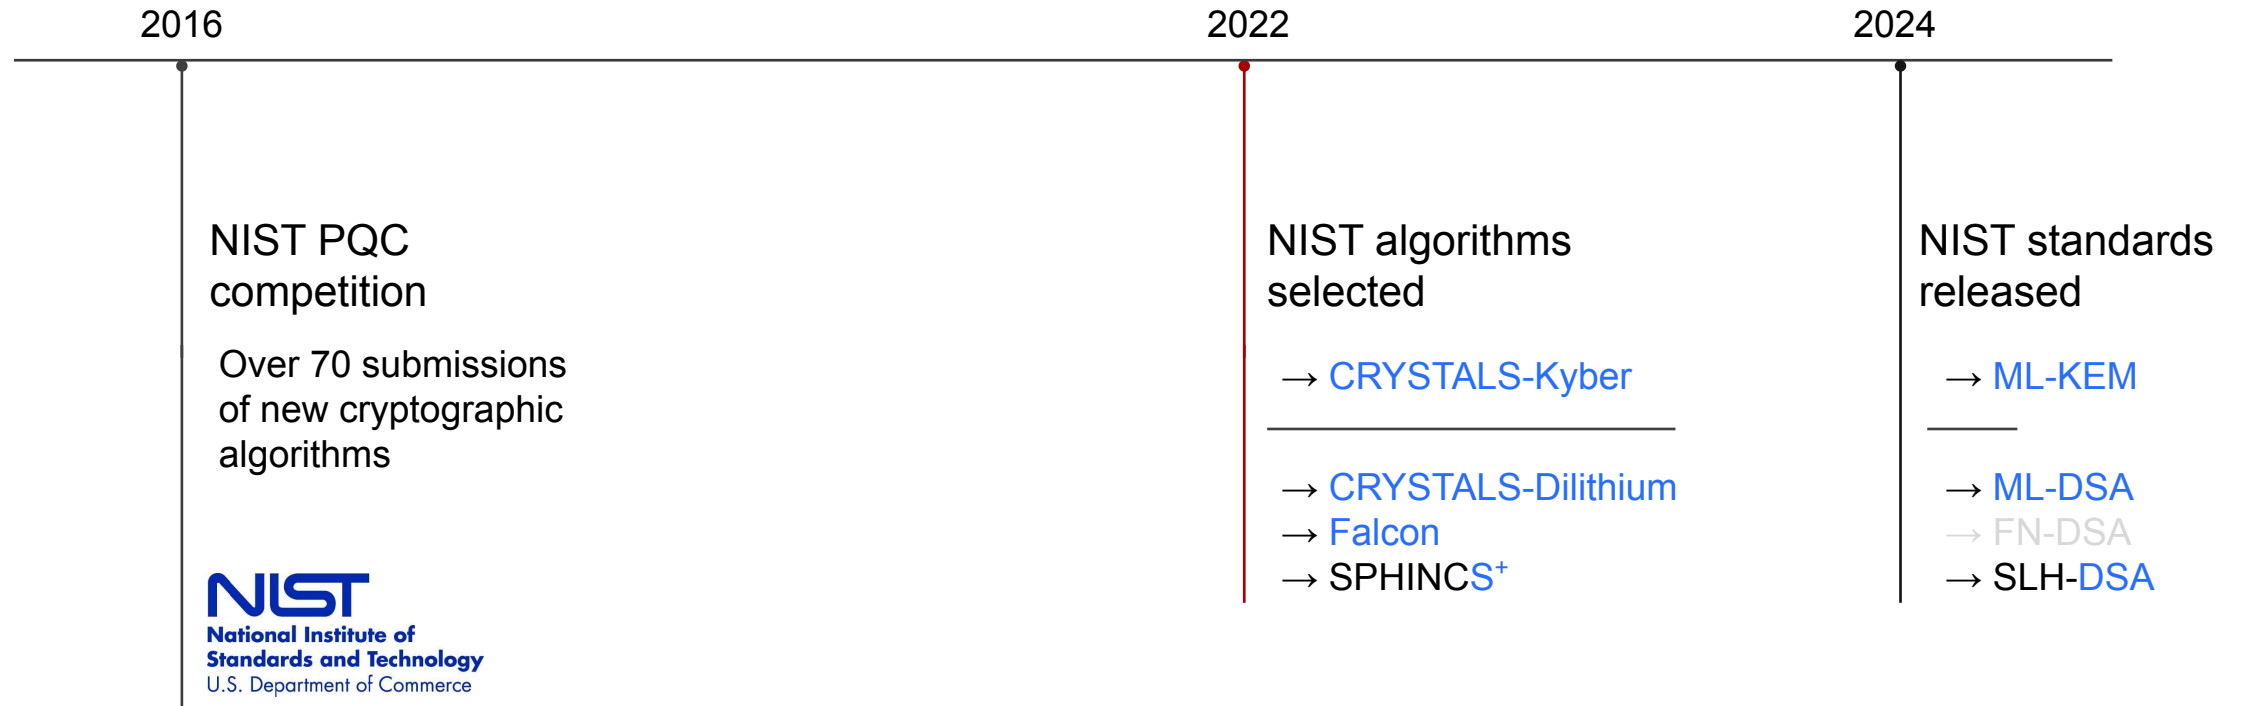 2016
2022
2024
NIST PQC
competition
Over 70 submissions
of new cryptographic
algorithms
NIST
National Institute of
Standards and Technology
U.S. Department of Commerce
NIST algorithms
selected
→ CRYSTALS-Kyber
→ CRYSTALS-Dilithium
→ Falcon
→ SPHINCS⁺
NIST standards
released
→ ML-KEM
→ ML-DSA
→ FN-DSA
→ SLH-DSA